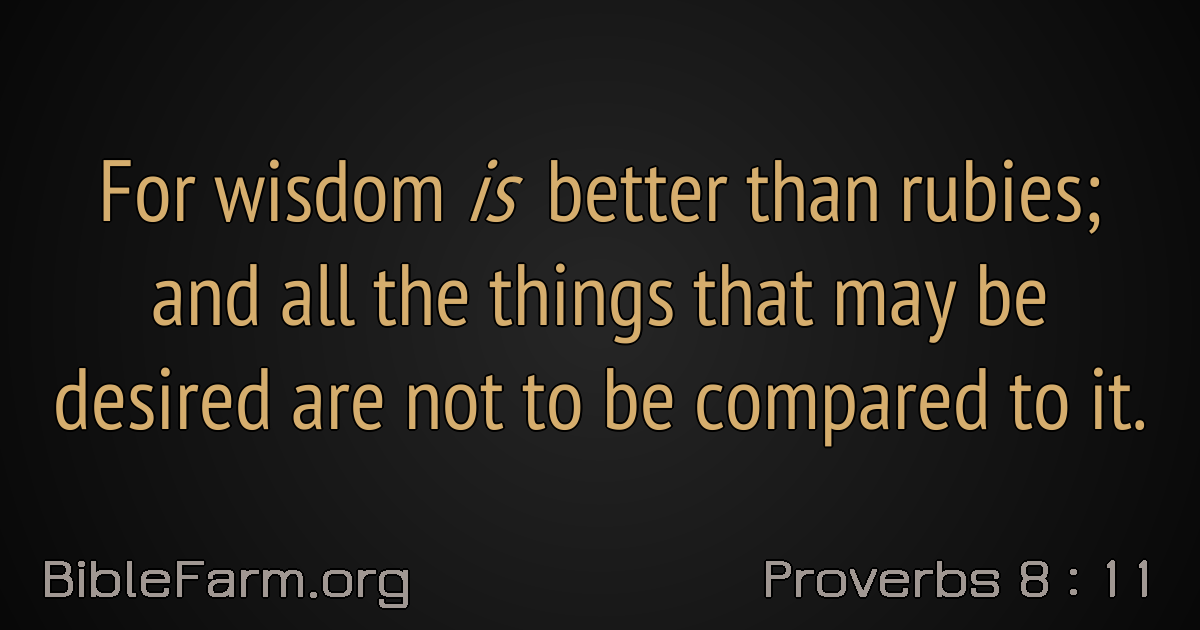 For wisdom is better than rubies;
and all the things that may be
desired are not to be compared to it.
BibleFarm.org
Proverbs 8 : 11